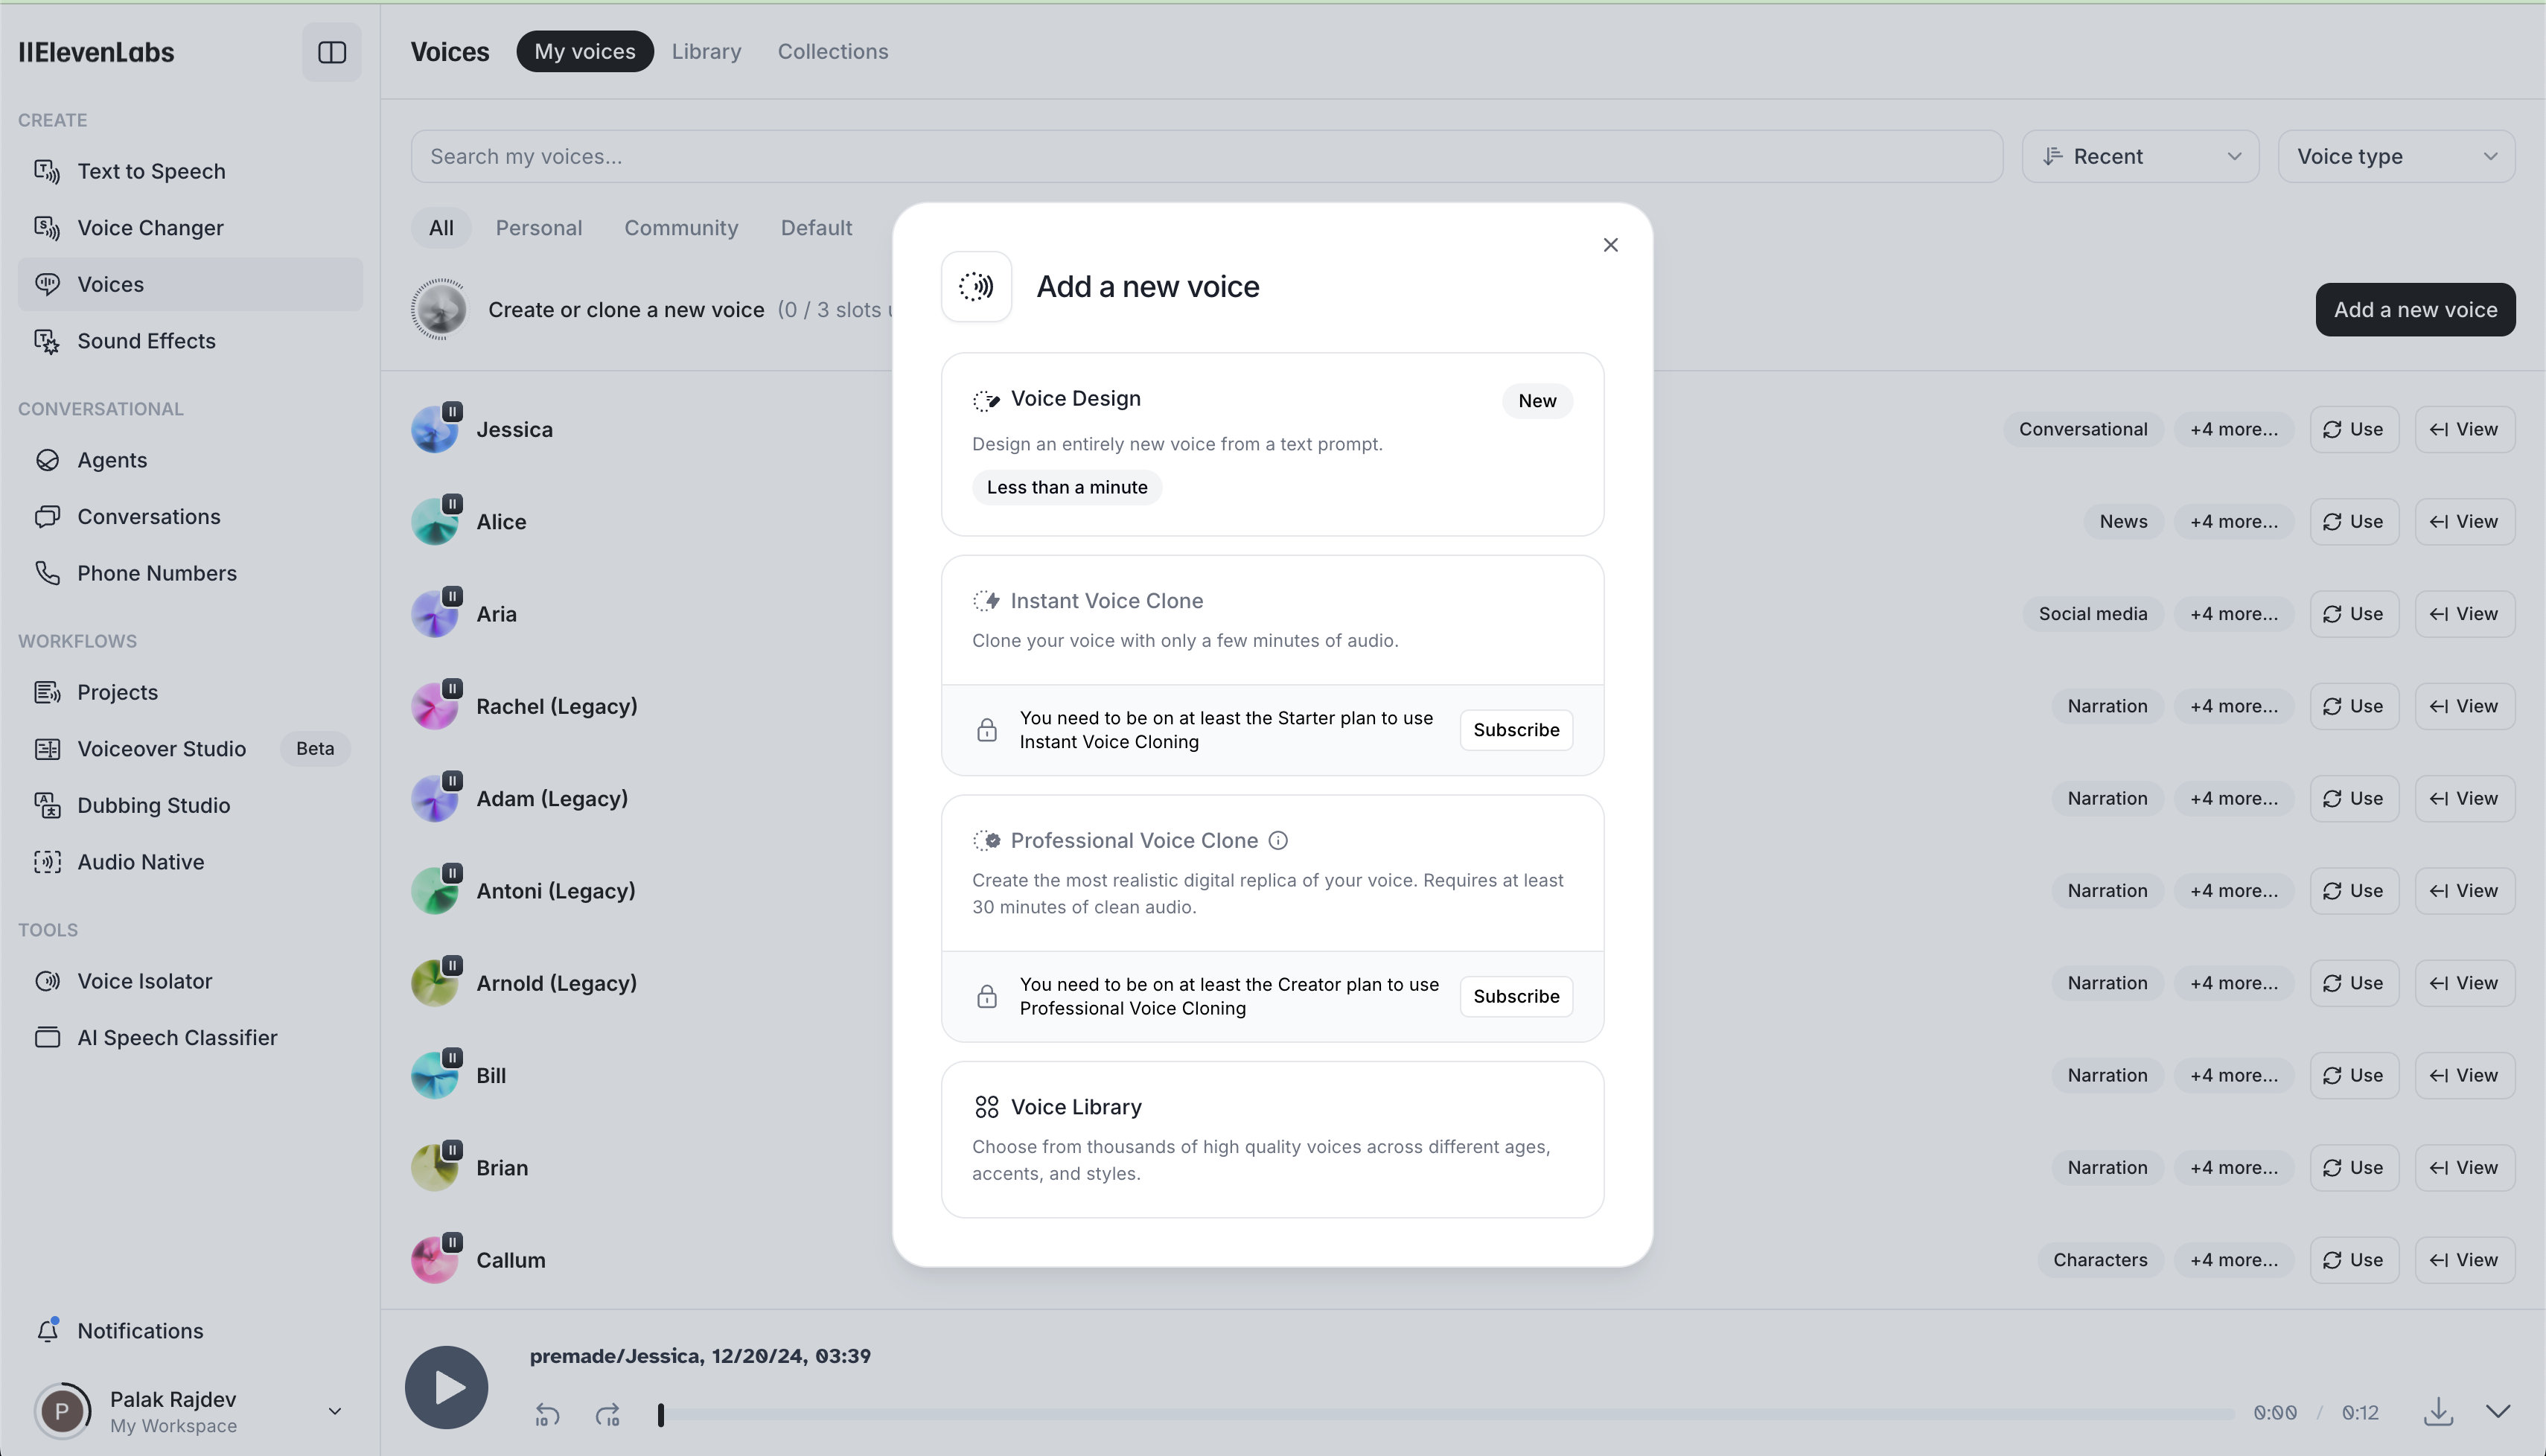 IIElevenLabs
CREATE
Text to Speech
Voice Changer
Voices
Sound Effects
CONVERSATIONAL
Agents
Conversations
Phone Numbers
WORKFLOWS
Projects
Voiceover Studio Beta
Dubbing Studio
Audio Native
TOOLS
Voice Isolator
AI Speech Classifier
Notifications
P
Palak Rajdev
My Workspace
Voices My voices Library Collections
Search my voices...
Recent
Voice type
All Personal Community Default
Create or clone a new voice (0 / 3 slots
Add a new voice
Jessica Conversational +4 more... Use View
Alice News +4 more... Use View
Aria Social media +4 more... Use View
Rachel (Legacy) Narration +4 more... Use View
Adam (Legacy) Narration +4 more... Use View
Antoni (Legacy) Narration +4 more... Use View
Arnold (Legacy) Narration +4 more... Use View
Bill Narration +4 more... Use View
Brian Narration +4 more... Use View
Callum Characters +4 more... Use View
Add a new voice
Voice Design New
Design an entirely new voice from a text prompt.
Less than a minute
Instant Voice Clone
Clone your voice with only a few minutes of audio.
You need to be on at least the Starter plan to use
Instant Voice Cloning
Subscribe
Professional Voice Clone
Create the most realistic digital replica of your voice. Requires at least
30 minutes of clean audio.
You need to be on at least the Creator plan to use
Professional Voice Cloning
Subscribe
Voice Library
Choose from thousands of high quality voices across different ages,
accents, and styles.
premade/Jessica, 12/20/24, 03:39
10 10
0:00 / 0:12